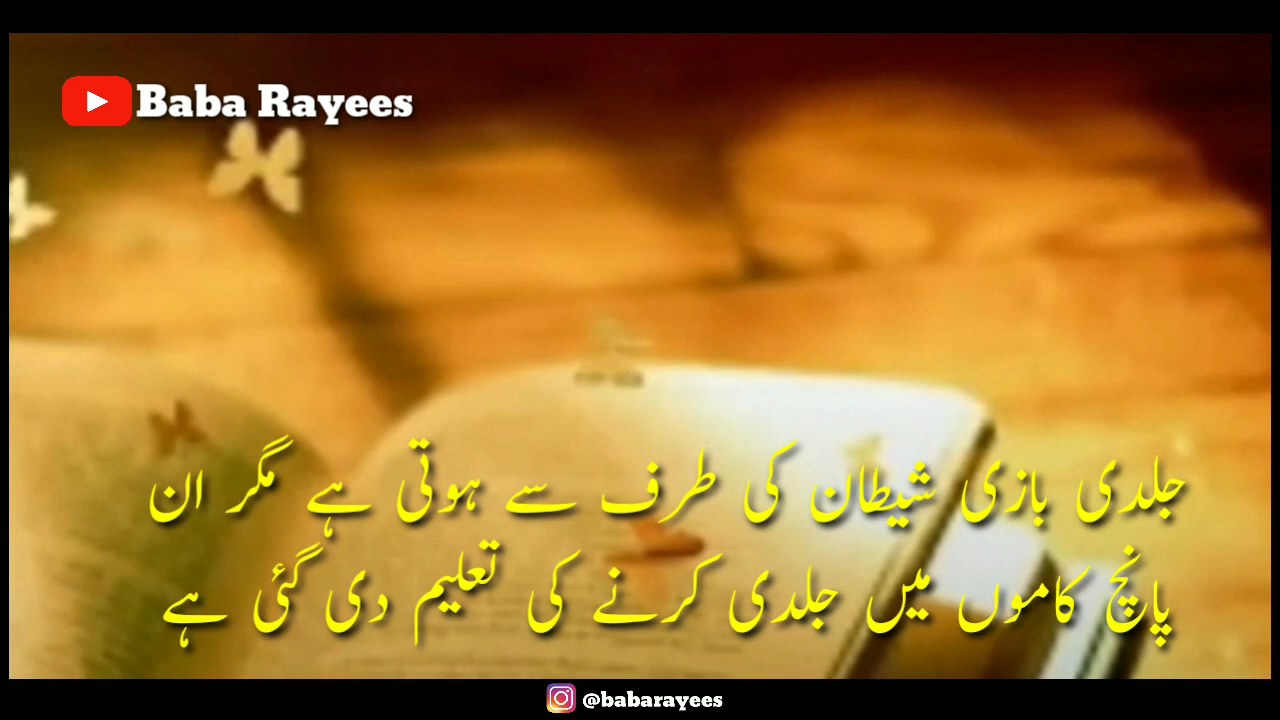 Baba Rayees
جلدی بازی شیطان کی طرف سے ہوتی ہے مگر ان
پانچ کاموں میں جلدی کرنے کی تعلیم دی گئی ہے
@babarayees